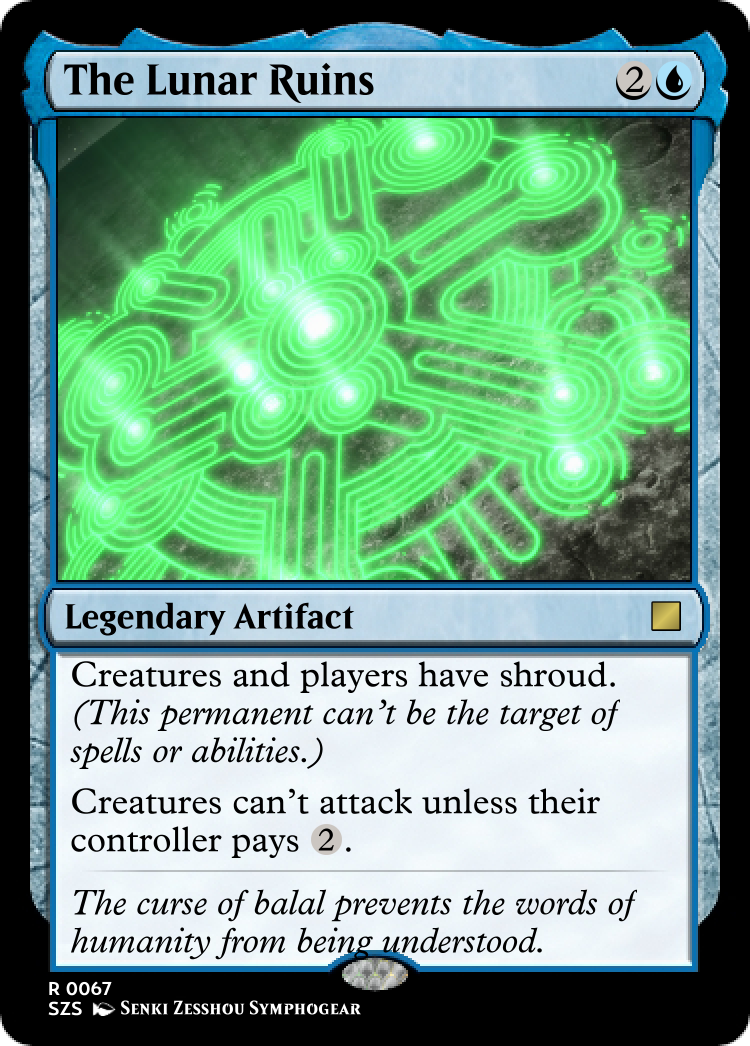 The Lunar Ruins 2
Legendary Artifact
Creatures and players have shroud.
(This permanent can't be the target of
spells or abilities.)
Creatures can't attack unless their
controller pays 2.
The curse of balal prevents the words of
humanity from being understood.
R 0067
SZS Senki Zesshou Symphogear